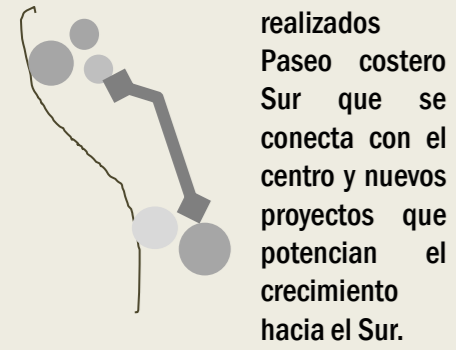 realizados
Paseo costero
Sur que se
conecta con el
centro y nuevos
proyectos que
potencian el
crecimiento
hacia el Sur.